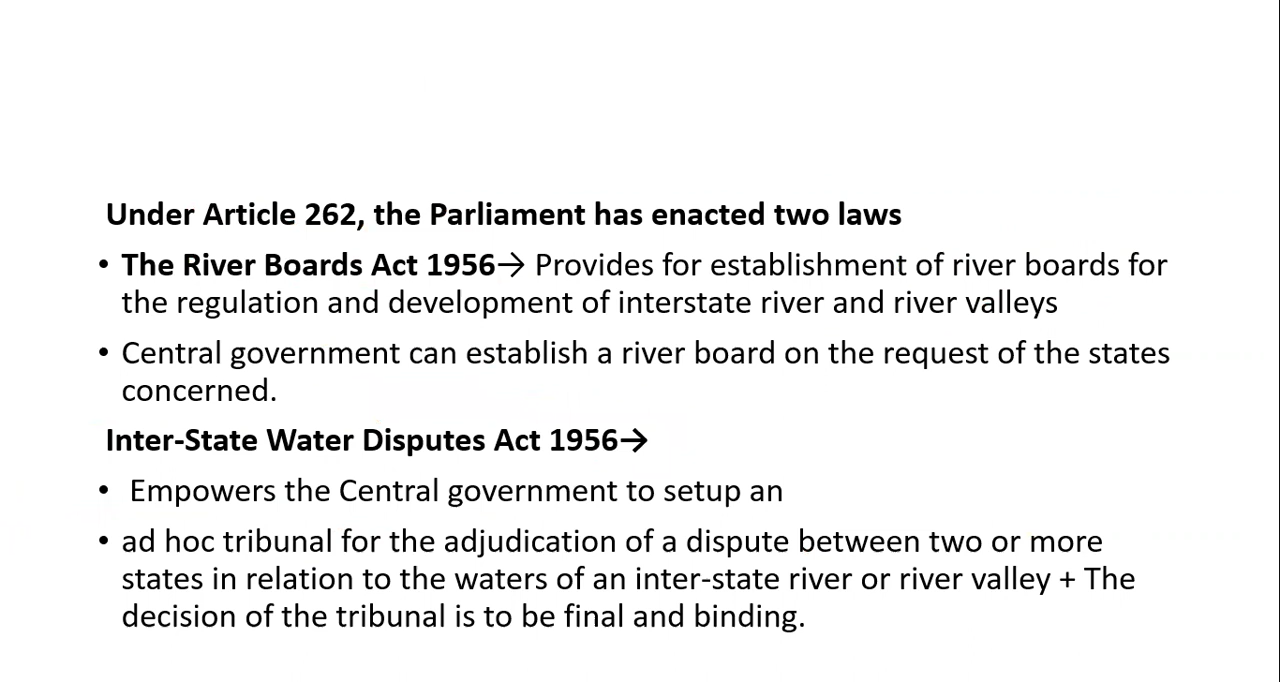 Under Article 262, the Parliament has enacted two laws
• The River Boards Act 1956→ Provides for establishment of river boards for
the regulation and development of interstate river and river valleys
• Central government can establish a river board on the request of the states
concerned.
Inter-State Water Disputes Act 1956→
• Empowers the Central government to setup an
• ad hoc tribunal for the adjudication of a dispute between two or more
states in relation to the waters of an inter-state river or river valley + The
decision of the tribunal is to be final and binding.